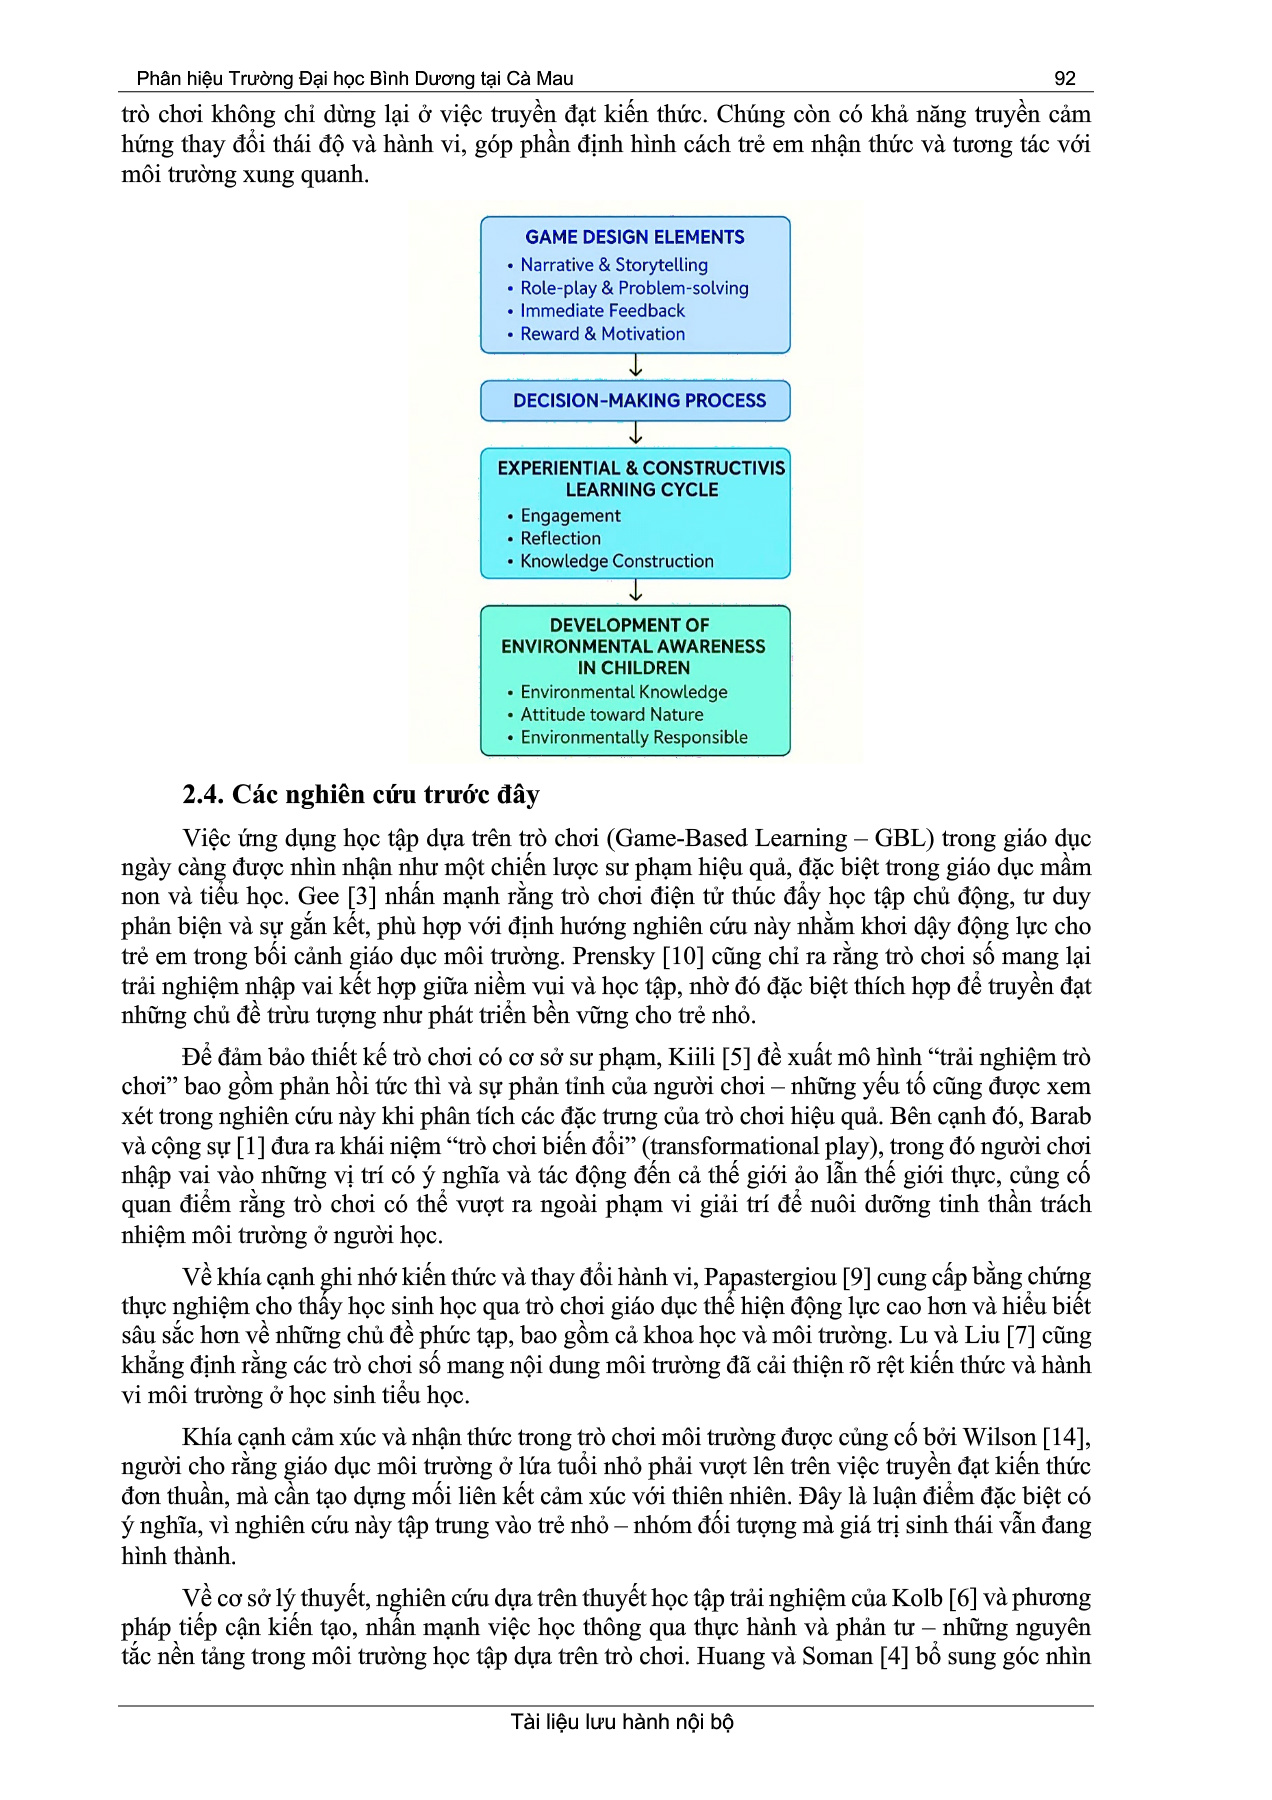 Phân hiệu Trường Đại học Bình Dương tại Cà Mau 92
trò chơi không chỉ dừng lại ở việc truyền đạt kiến thức. Chúng còn có khả năng truyền cảm
hứng thay đổi thái độ và hành vi, góp phần định hình cách trẻ em nhận thức và tương tác với
môi trường xung quanh.
GAME DESIGN ELEMENTS
• Narrative & Storytelling
• Role-play & Problem-solving
• Immediate Feedback
• Reward & Motivation
DECISION-MAKING PROCESS
EXPERIENTIAL & CONSTRUCTIVIS
LEARNING CYCLE
• Engagement
• Reflection
• Knowledge Construction
DEVELOPMENT OF
ENVIRONMENTAL AWARENESS
IN CHILDREN
• Environmental Knowledge
• Attitude toward Nature
• Environmentally Responsible
2.4. Các nghiên cứu trước đây
Việc ứng dụng học tập dựa trên trò chơi (Game-Based Learning – GBL) trong giáo dục
ngày càng được nhìn nhận như một chiến lược sư phạm hiệu quả, đặc biệt trong giáo dục mầm
non và tiểu học. Gee [3] nhấn mạnh rằng trò chơi điện tử thúc đẩy học tập chủ động, tư duy
phản biện và sự gắn kết, phù hợp với định hướng nghiên cứu này nhằm khơi dậy động lực cho
trẻ em trong bối cảnh giáo dục môi trường. Prensky [10] cũng chỉ ra rằng trò chơi số mang lại
trải nghiệm nhập vai kết hợp giữa niềm vui và học tập, nhờ đó đặc biệt thích hợp để truyền đạt
những chủ đề trừu tượng như phát triển bền vững cho trẻ nhỏ.
Để đảm bảo thiết kế trò chơi có cơ sở sư phạm, Kiili [5] đề xuất mô hình “trải nghiệm trò
chơi” bao gồm phản hồi tức thì và sự phản tỉnh của người chơi – những yếu tố cũng được xem
xét trong nghiên cứu này khi phân tích các đặc trưng của trò chơi hiệu quả. Bên cạnh đó, Barab
và cộng sự [1] đưa ra khái niệm “trò chơi biến đổi” (transformational play), trong đó người chơi
nhập vai vào những vị trí có ý nghĩa và tác động đến cả thế giới ảo lẫn thế giới thực, củng cố
quan điểm rằng trò chơi có thể vượt ra ngoài phạm vi giải trí để nuôi dưỡng tinh thần trách
nhiệm môi trường ở người học.
Về khía cạnh ghi nhớ kiến thức và thay đổi hành vi, Papastergiou [9] cung cấp bằng chứng
thực nghiệm cho thấy học sinh học qua trò chơi giáo dục thể hiện động lực cao hơn và hiểu biết
sâu sắc hơn về những chủ đề phức tạp, bao gồm cả khoa học và môi trường. Lu và Liu [7] cũng
khẳng định rằng các trò chơi số mang nội dung môi trường đã cải thiện rõ rệt kiến thức và hành
vi môi trường ở học sinh tiểu học.
Khía cạnh cảm xúc và nhận thức trong trò chơi môi trường được củng cố bởi Wilson [14],
người cho rằng giáo dục môi trường ở lứa tuổi nhỏ phải vượt lên trên việc truyền đạt kiến thức
đơn thuần, mà cần tạo dựng mối liên kết cảm xúc với thiên nhiên. Đây là luận điểm đặc biệt có
ý nghĩa, vì nghiên cứu này tập trung vào trẻ nhỏ – nhóm đối tượng mà giá trị sinh thái vẫn đang
hình thành.
Về cơ sở lý thuyết, nghiên cứu dựa trên thuyết học tập trải nghiệm của Kolb [6] và phương
pháp tiếp cận kiến tạo, nhấn mạnh việc học thông qua thực hành và phản tư – những nguyên
tắc nền tảng trong môi trường học tập dựa trên trò chơi. Huang và Soman [4] bổ sung góc nhìn
Tài liệu lưu hành nội bộ